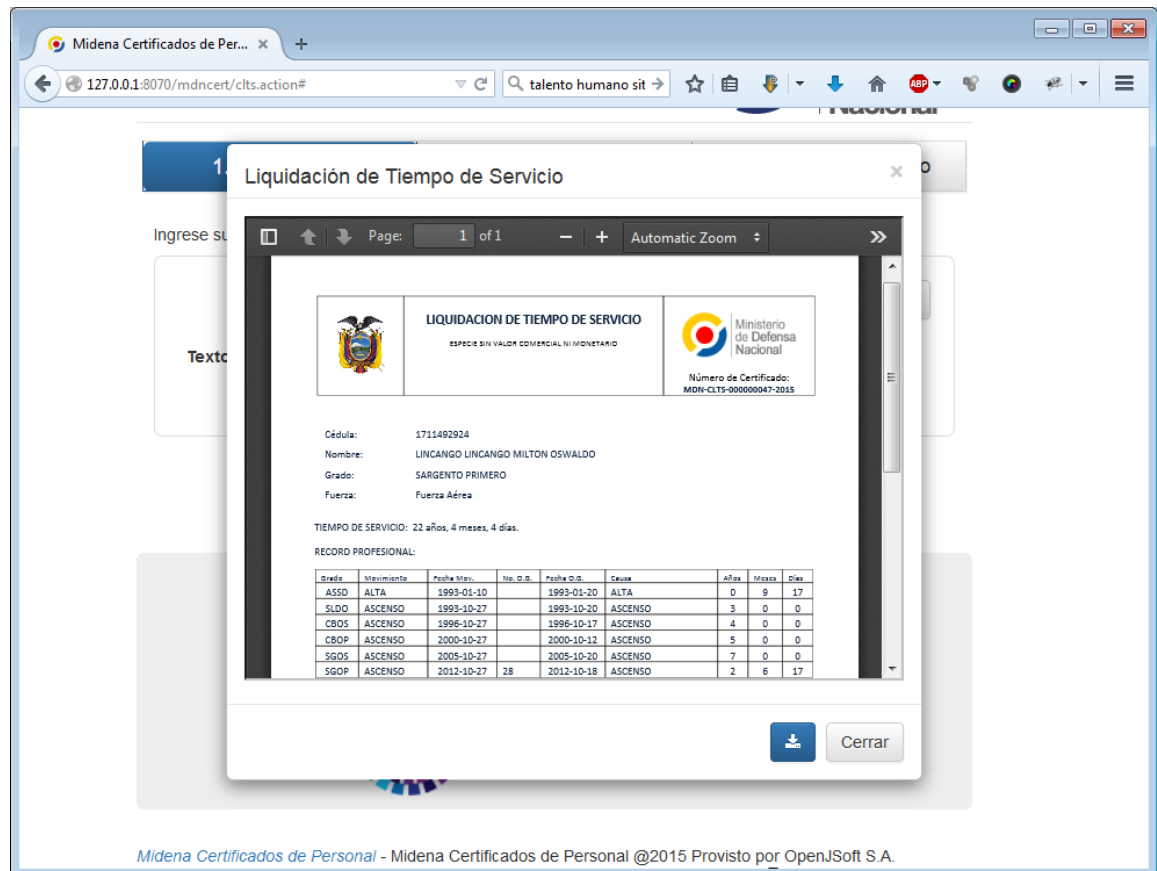 Midena Certificados de Per...
127.0.0.1:8070/mdncert/clts.action#
talento humano sit
ABP
Nacional
1.
o
Liquidación de Tiempo de Servicio
×
Ingrese su
Page: 1 of 1
Automatic Zoom
LIQUIDACION DE TIEMPO DE SERVICIO
ESPECIE SIN VALOR COMERCIAL NI MONETARIO
Ministerio
de Defensa
Nacional
Número de Certificado:
MDN-CLTS-000000047-2015
Texto
Cédula: 1711492924
Nombre: LINCANGO LINCANGO MILTON OSWALDO
Grado: SARGENTO PRIMERO
Fuerza: Fuerza Aérea
TIEMPO DE SERVICIO: 22 años, 4 meses, 4 días.
RECORD PROFESIONAL:
Grado Movimiento Fecha Mov. No. O.G. Fecha O.G. Causa Años Meses Días
ASSD ALTA 1993-01-10 1993-01-20 ALTA 0 9 17
SLDO ASCENSO 1993-10-27 1993-10-20 ASCENSO 3 0 0
CBOS ASCENSO 1996-10-27 1996-10-17 ASCENSO 4 0 0
CBOP ASCENSO 2000-10-27 2000-10-12 ASCENSO 5 0 0
SGOS ASCENSO 2005-10-27 2005-10-20 ASCENSO 7 0 0
SGOP ASCENSO 2012-10-27 28 2012-10-18 ASCENSO 2 6 17
Cerrar
Midena Certificados de Personal - Midena Certificados de Personal @2015 Provisto por OpenJSoft S.A.